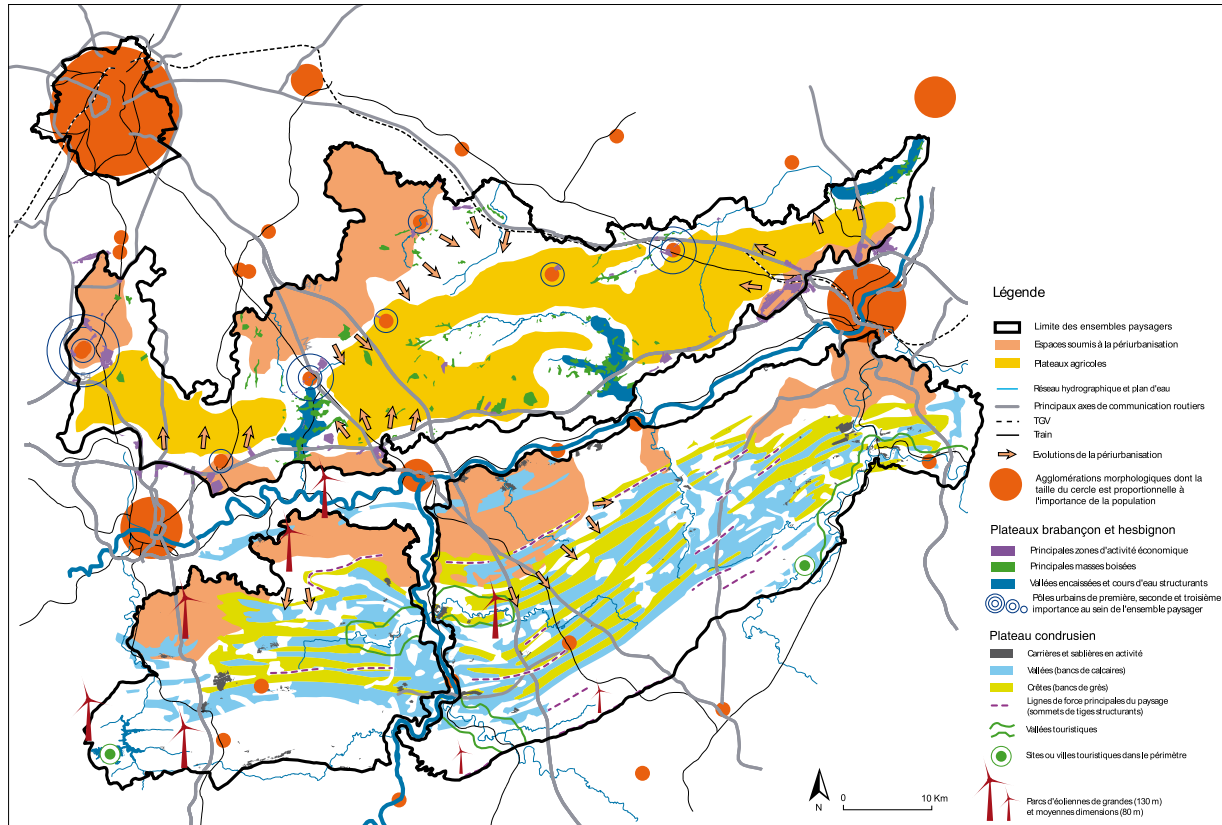 Légende
Limite des ensembles paysagers
Espaces soumis à la périurbanisation
Plateaux agricoles
Réseau hydrographique et plan d'eau
Principaux axes de communication routiers
TGV
Train
Evolutions de la périurbanisation
Agglomérations morphologiques dont la
taille du cercle est proportionnelle à
l'importance de la population
Plateaux brabançon et hesbignon
Principales zones d'activité économique
Principales masses boisées
Vallées encaissées et cours d'eau structurants
Pôles urbains de première, seconde et troisième
importance au sein de l'ensemble paysager
Plateau condrusien
Carrières et sablières en activité
Vallées (bancs de calcaires)
Crêtes (bancs de grès)
Lignes de force principales du paysage
(sommets de tiges structurants)
Vallées touristiques
Sites ou villes touristiques dans le périmètre
Parcs d'éoliennes de grandes (130 m)
et moyennes dimensions (80 m)
N
0 10 Km